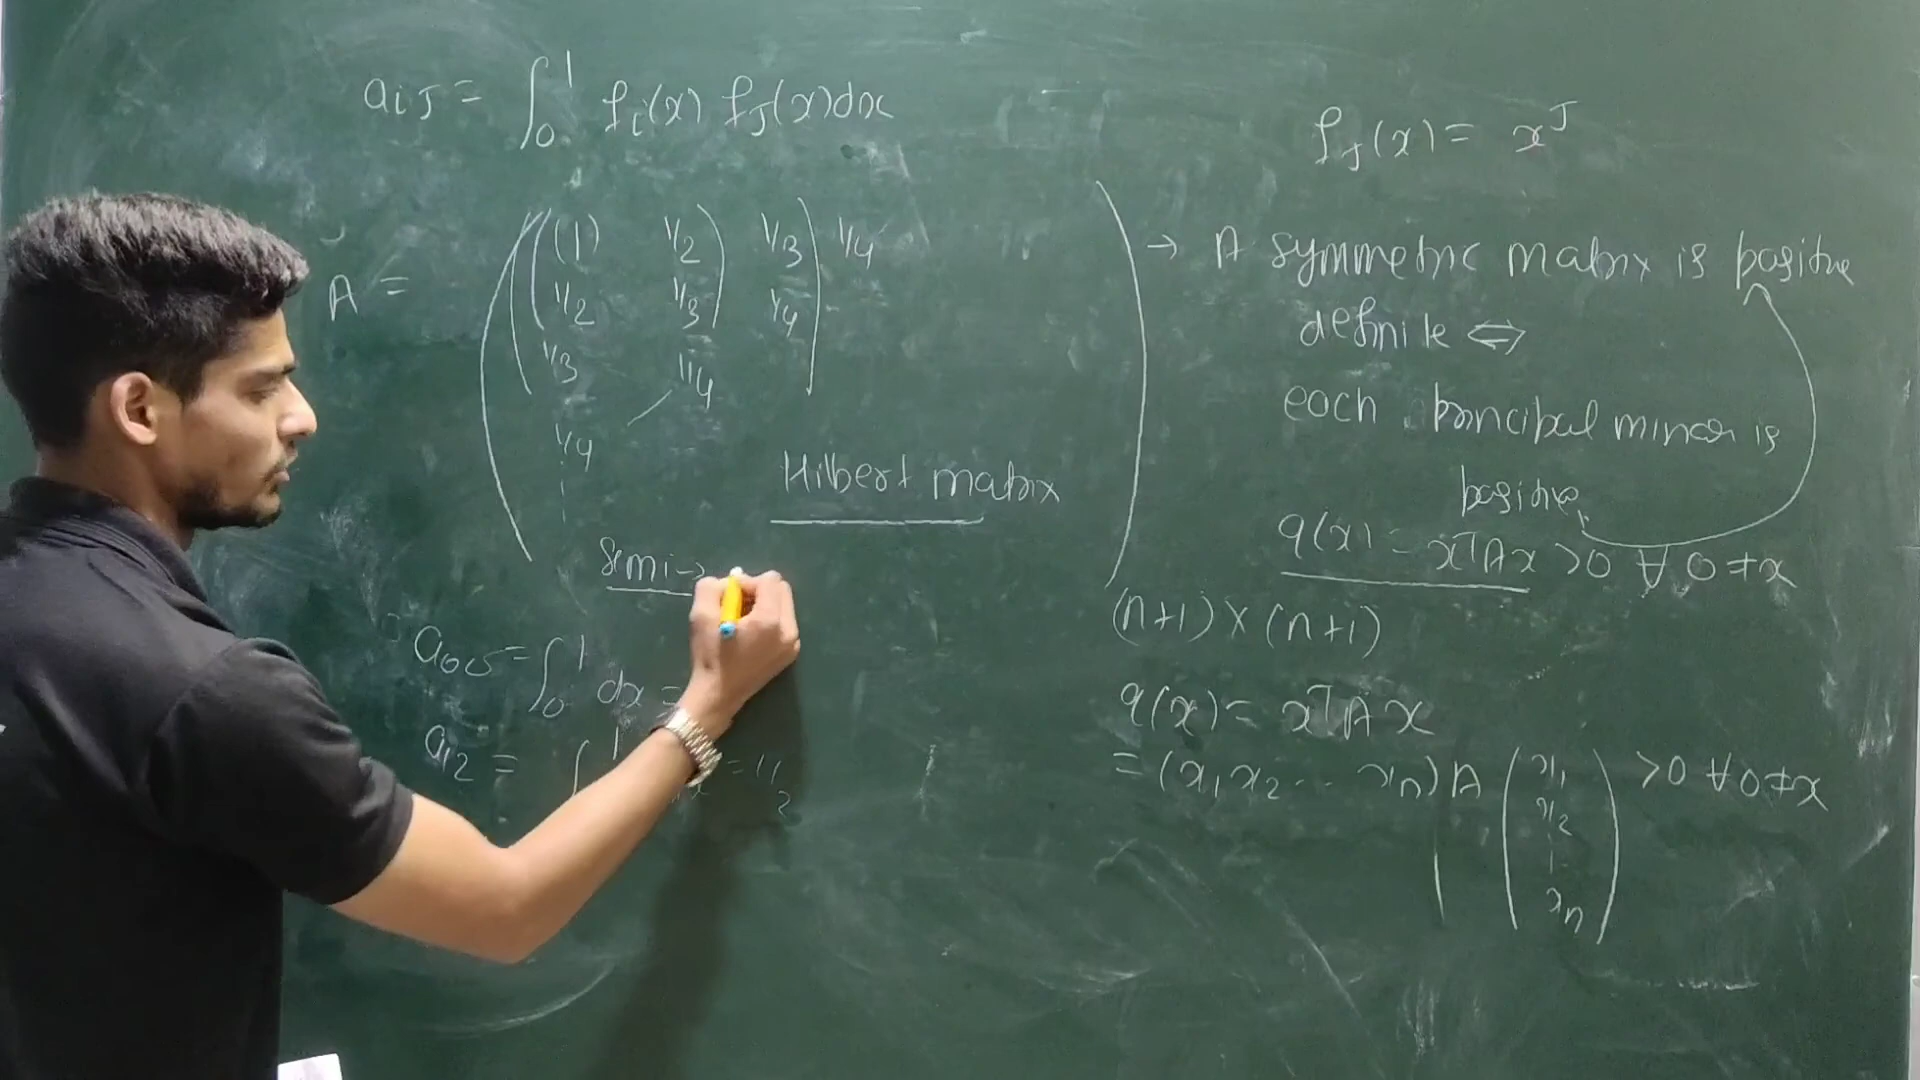 aij = ∫₀¹ fi(x) fJ(x)dx
fJ(x) = x^J
A =
(1) 1/2 1/3 1/4
1/2 1/3 1/4
1/3 1/4
1/4
Hilbert matrix
Semi→
a00 = ∫₀¹ dx =
a12 = ∫ ¹ = 1/2
→ A symmetric matrix is positive
definite ⇔
each principal minor is
positive.
q(x) = xᵀAx >0 ∀ 0≠x
(n+1)×(n+1)
q(x) = xᵀAx
= (x₁ x₂ .. xn) A (x₁ x₂ ⋮ xn) >0 ∀ 0≠x